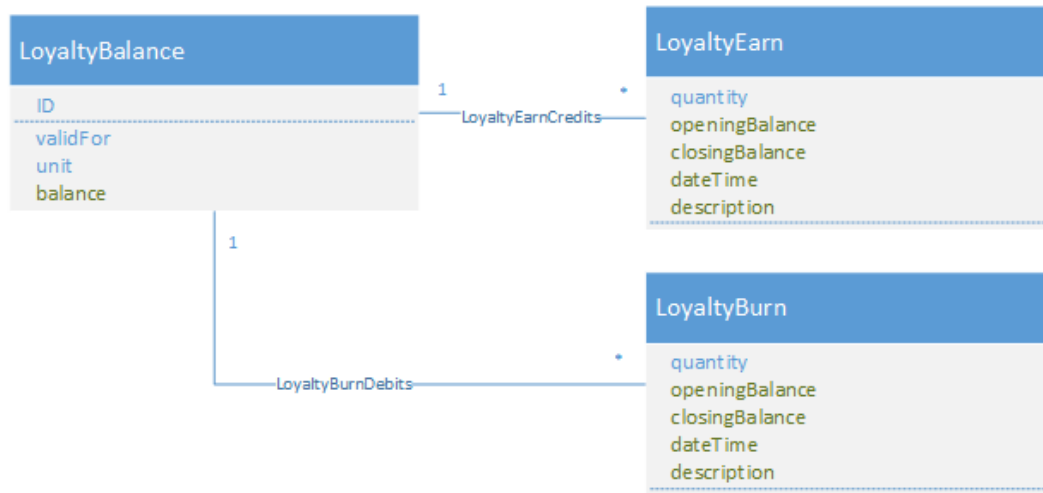 LoyaltyBalance
ID
validFor
unit
balance
1
LoyaltyEarnCredits
*
LoyaltyEarn
quantity
openingBalance
closingBalance
dateTime
description
1
LoyaltyBurnDebits
*
LoyaltyBurn
quantity
openingBalance
closingBalance
dateTime
description